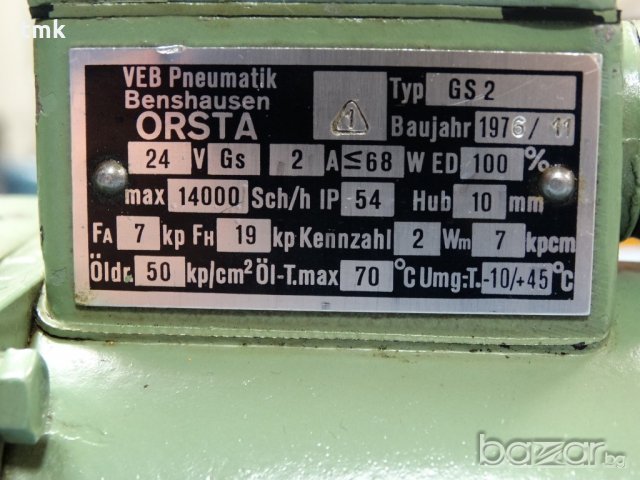 tmk
VEB Pneumatik
Benshausen
ORSTA
1
Typ GS 2
Baujahr 1976/11
24 V Gs 2 A ≤68 W ED 100 %
max 14000 Sch/h IP 54 Hub 10 mm
FA 7 kp FH 19 kp Kennzahl 2 Wm 7 kpcm
Öldr. 50 kp/cm² Öl-T.max 70 °C Umg.-T. -10/+45 °C
bazar.bg